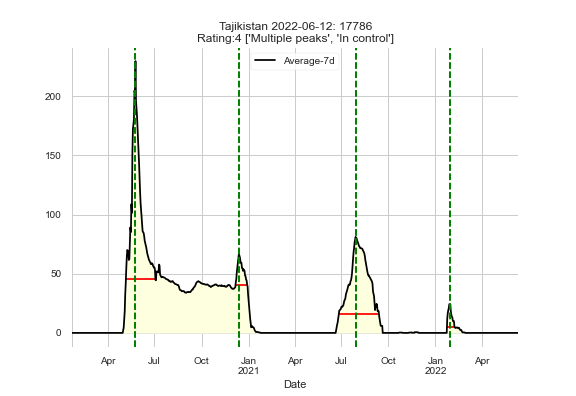 Tajikistan 2022-06-12: 17786
Rating:4 ['Multiple peaks', 'In control']
Average-7d
200
150
100
50
0
Apr Jul Oct Jan Apr Jul Oct Jan Apr
2021 2022
Date